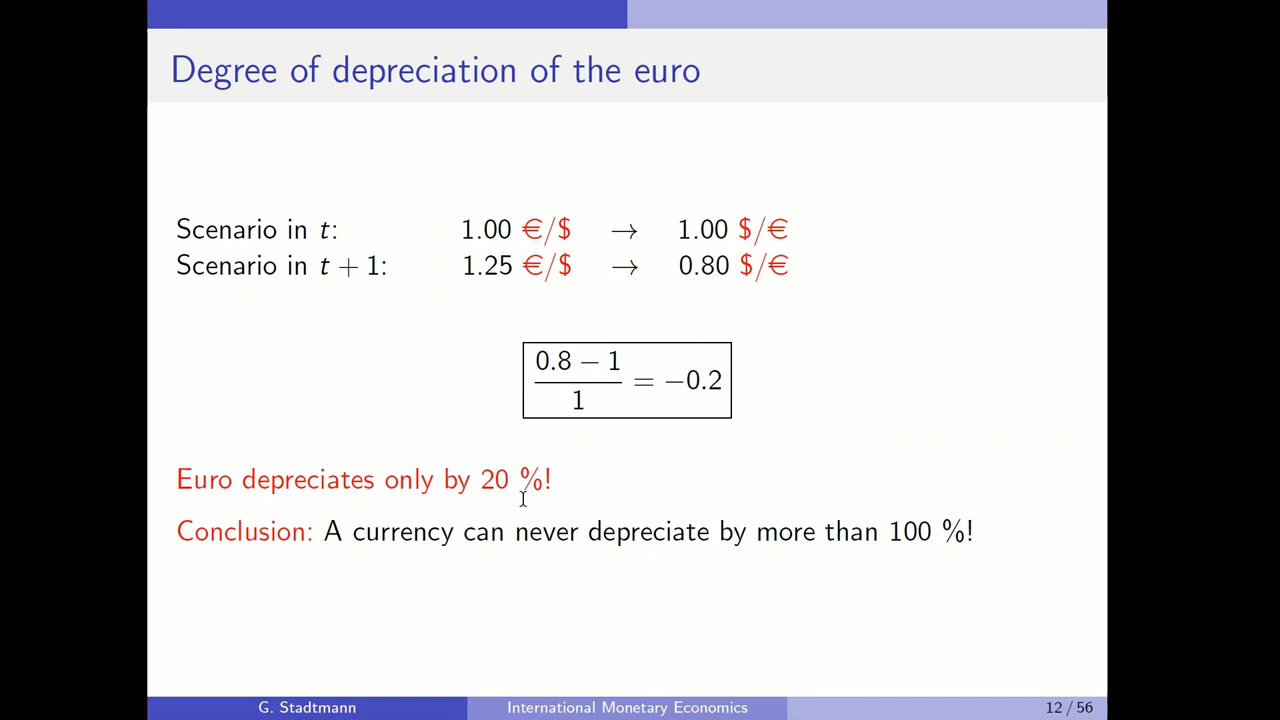 Degree of depreciation of the euro
Scenario in t: 1.00 €/$ → 1.00 $/€
Scenario in t + 1: 1.25 €/$ → 0.80 $/€
0.8 − 1
= −0.2
1
Euro depreciates only by 20 %!
Conclusion: A currency can never depreciate by more than 100 %!
G. Stadtmann International Monetary Economics 12 / 56